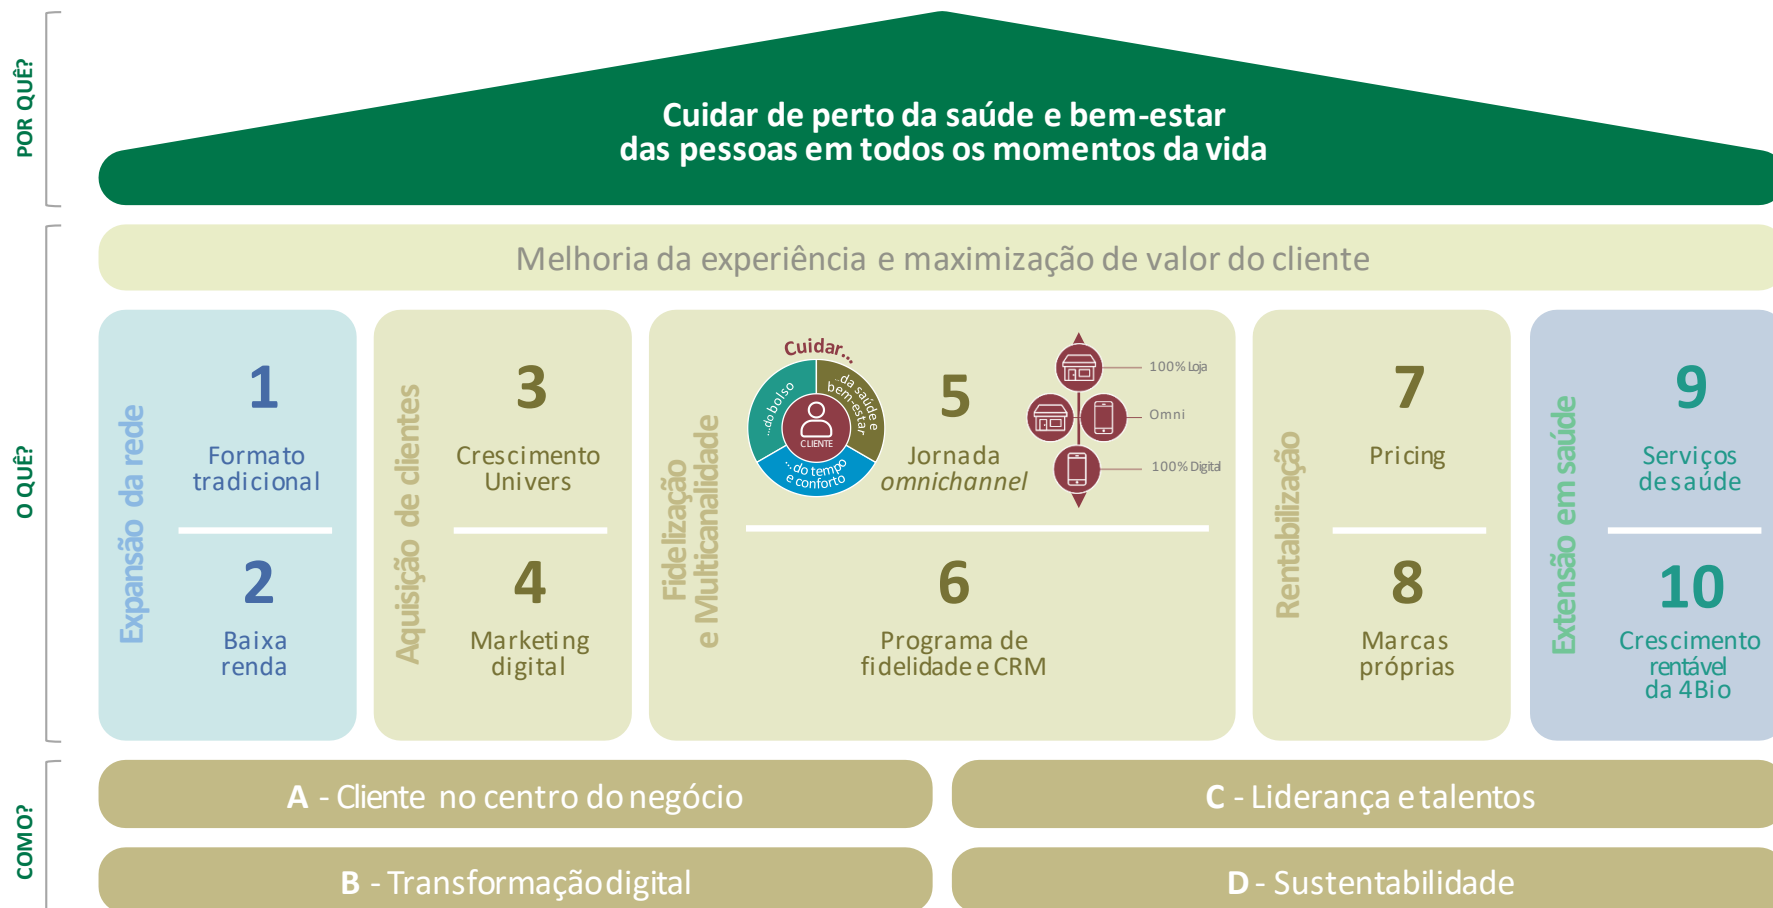 POR QUÊ?
Cuidar de perto da saúde e bem-estar
das pessoas em todos os momentos da vida
O QUÊ?
Melhoria da experiência e maximização de valor do cliente
Expansão da rede
1
Formato
tradicional
2
Baixa
renda
Aquisição de clientes
3
Crescimento
Univers
4
Marketing
digital
Fidelização
e Multicanalidade
Cuidar...
...do bolso
...da saúde e
bem-estar
CLIENTE
...do tempo
e conforto
5
Jornada
omnichannel
100% Loja
Omni
100% Digital
6
Programa de
fidelidade e CRM
Rentabilização
7
Pricing
8
Marcas
próprias
Extensão em saúde
9
Serviços
de saúde
10
Crescimento
rentável
da 4Bio
COMO?
A - Cliente no centro do negócio
C - Liderança e talentos
B - Transformação digital
D - Sustentabilidade